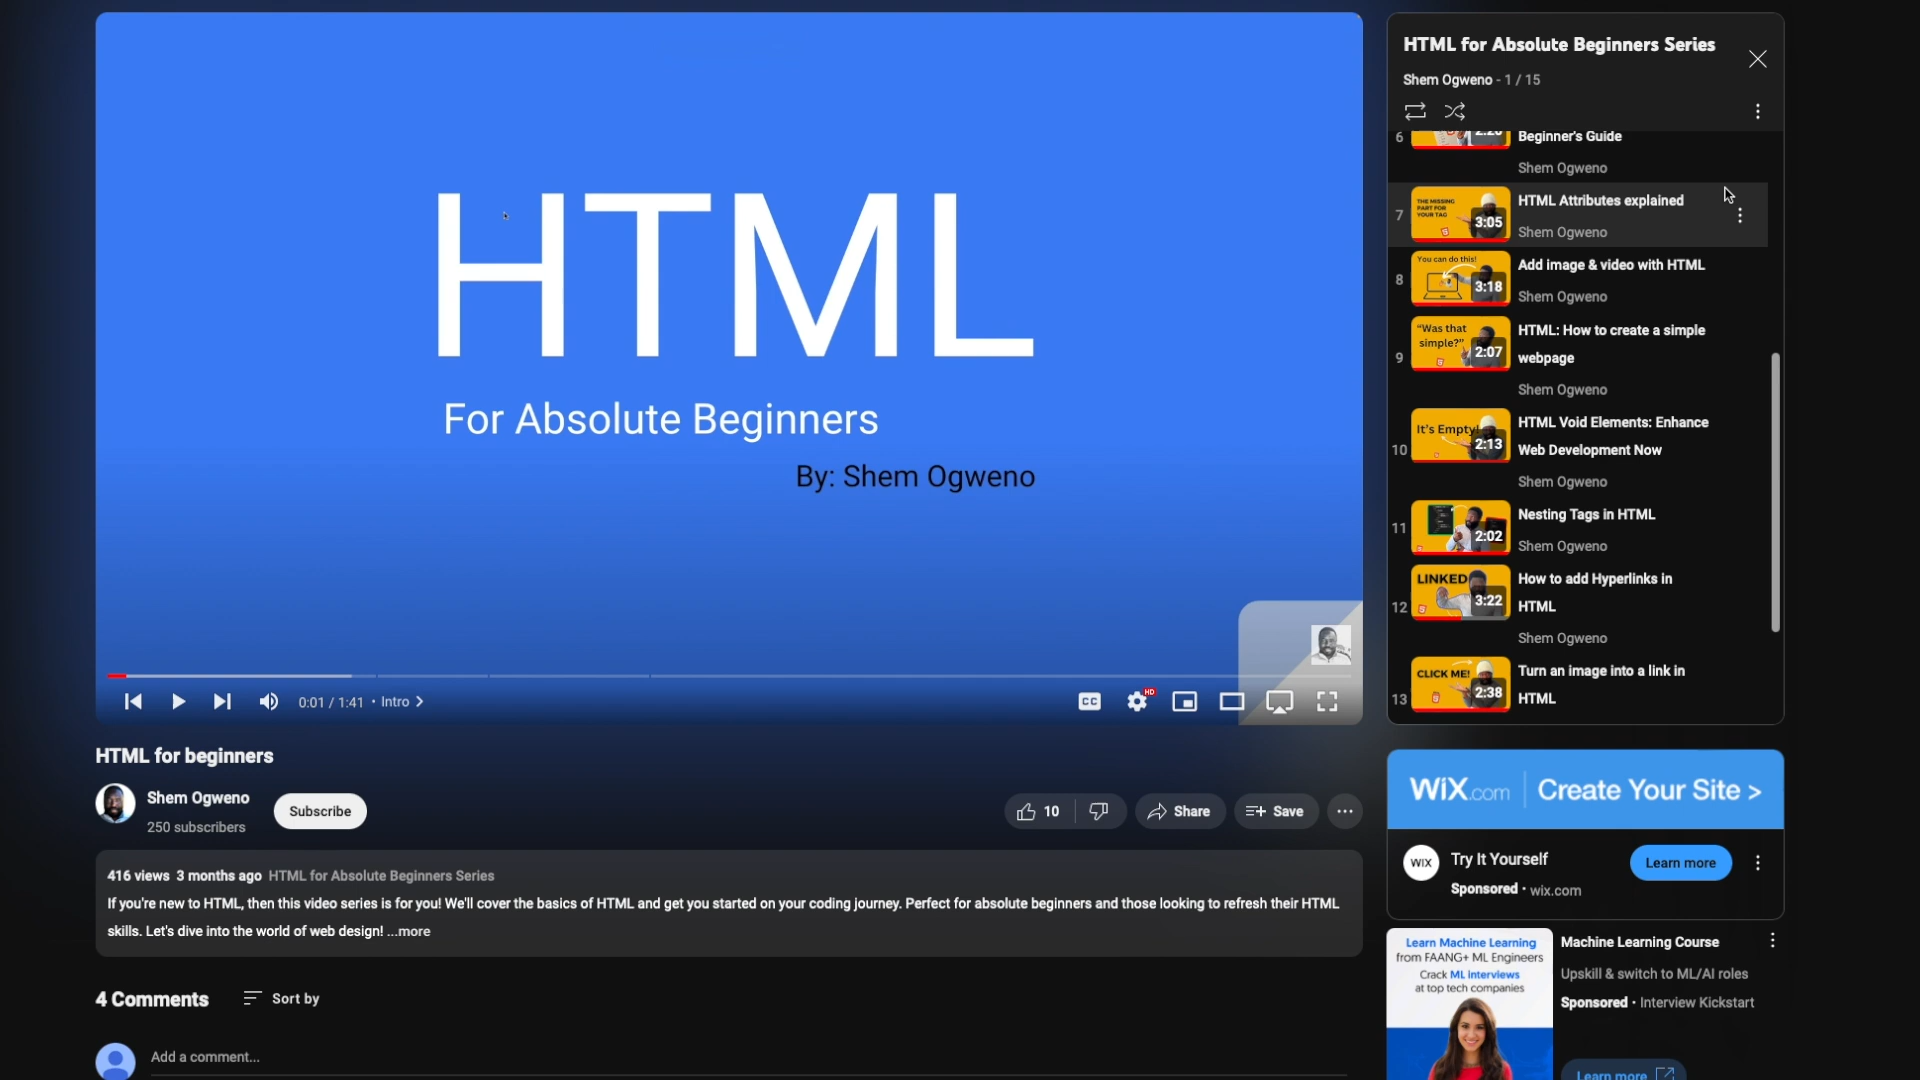 HTML
For Absolute Beginners
By: Shem Ogweno
0:01 / 1:41 • Intro >
CC
HD
HTML for beginners
Shem Ogweno
250 subscribers
Subscribe
10
Share
Save
416 views 3 months ago HTML for Absolute Beginners Series
If you're new to HTML, then this video series is for you! We'll cover the basics of HTML and get you started on your coding journey. Perfect for absolute beginners and those looking to refresh their HTML
skills. Let's dive into the world of web design! ...more
4 Comments
Sort by
Add a comment...
HTML for Absolute Beginners Series
Shem Ogweno - 1 / 15
6
Beginner's Guide
Shem Ogweno
7
THE MISSING
PART FOR
YOUR TAG
3:05
HTML Attributes explained
Shem Ogweno
8
You can do this!
3:18
Add image & video with HTML
Shem Ogweno
9
"Was that
simple?"
2:07
HTML: How to create a simple
webpage
Shem Ogweno
10
It's Empty!
2:13
HTML Void Elements: Enhance
Web Development Now
Shem Ogweno
11
2:02
Nesting Tags in HTML
Shem Ogweno
12
LINKED
3:22
How to add Hyperlinks in
HTML
Shem Ogweno
13
CLICK ME!
2:38
Turn an image into a link in
HTML
WiX.com | Create Your Site >
WIX
Try It Yourself
Sponsored • wix.com
Learn more
Learn Machine Learning
from FAANG+ ML Engineers
Crack ML interviews
at top tech companies
Machine Learning Course
Upskill & switch to ML/AI roles
Sponsored • Interview Kickstart
Learn more